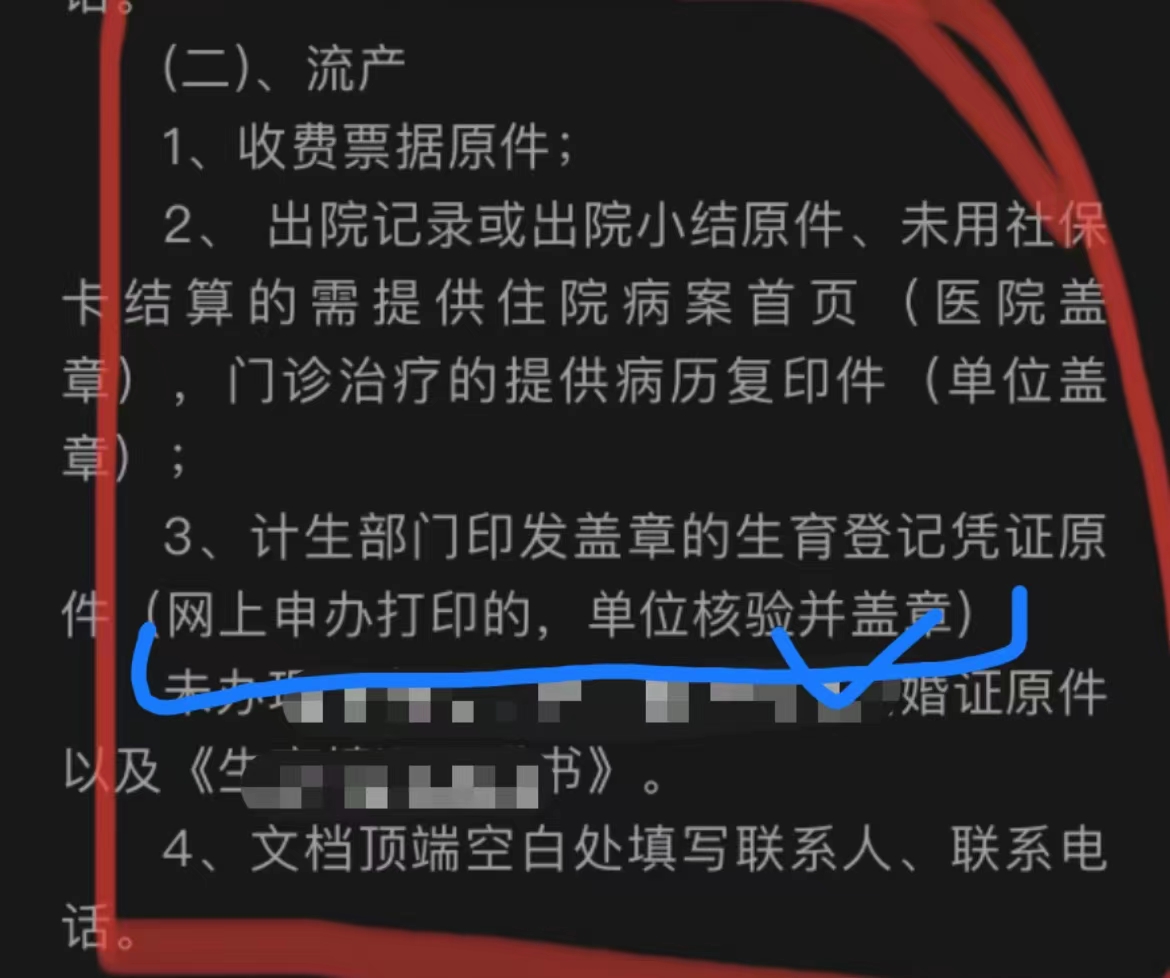 话。
(二)、流产
1、收费票据原件；
2、 出院记录或出院小结原件、未用社保
卡结算的需提供住院病案首页（医院盖
章），门诊治疗的提供病历复印件（单位盖
章）；
3、计生部门印发盖章的生育登记凭证原
件（网上申办打印的，单位核验并盖章）
未办 婚证原件
以及《生 书》。
4、文档顶端空白处填写联系人、联系电
话。